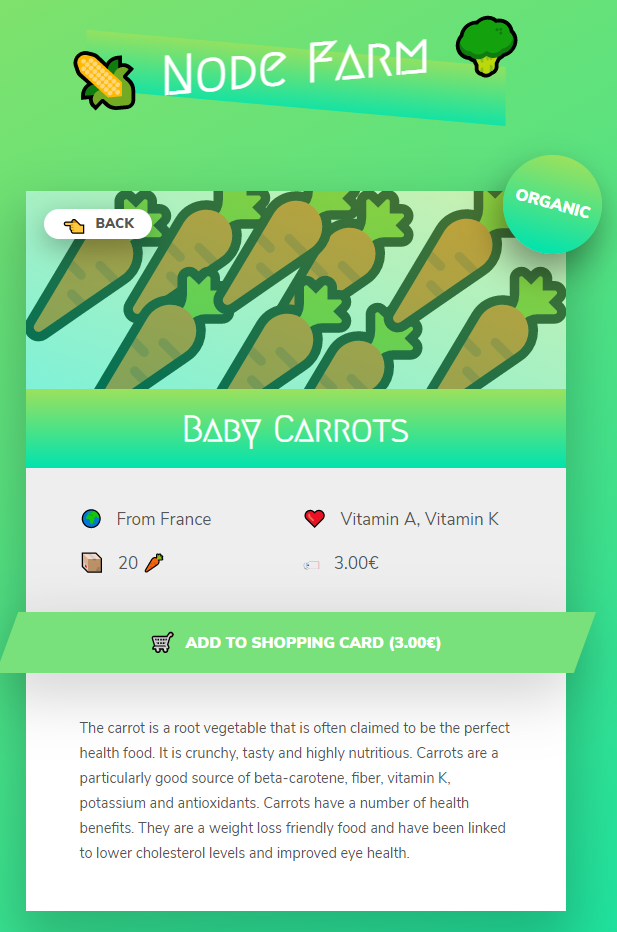 Node Farm
ORGANIC
BACK
Baby Carrots
From France
Vitamin A, Vitamin K
20
3.00€
ADD TO SHOPPING CARD (3.00€)
The carrot is a root vegetable that is often claimed to be the perfect
health food. It is crunchy, tasty and highly nutritious. Carrots are a
particularly good source of beta-carotene, fiber, vitamin K,
potassium and antioxidants. Carrots have a number of health
benefits. They are a weight loss friendly food and have been linked
to lower cholesterol levels and improved eye health.